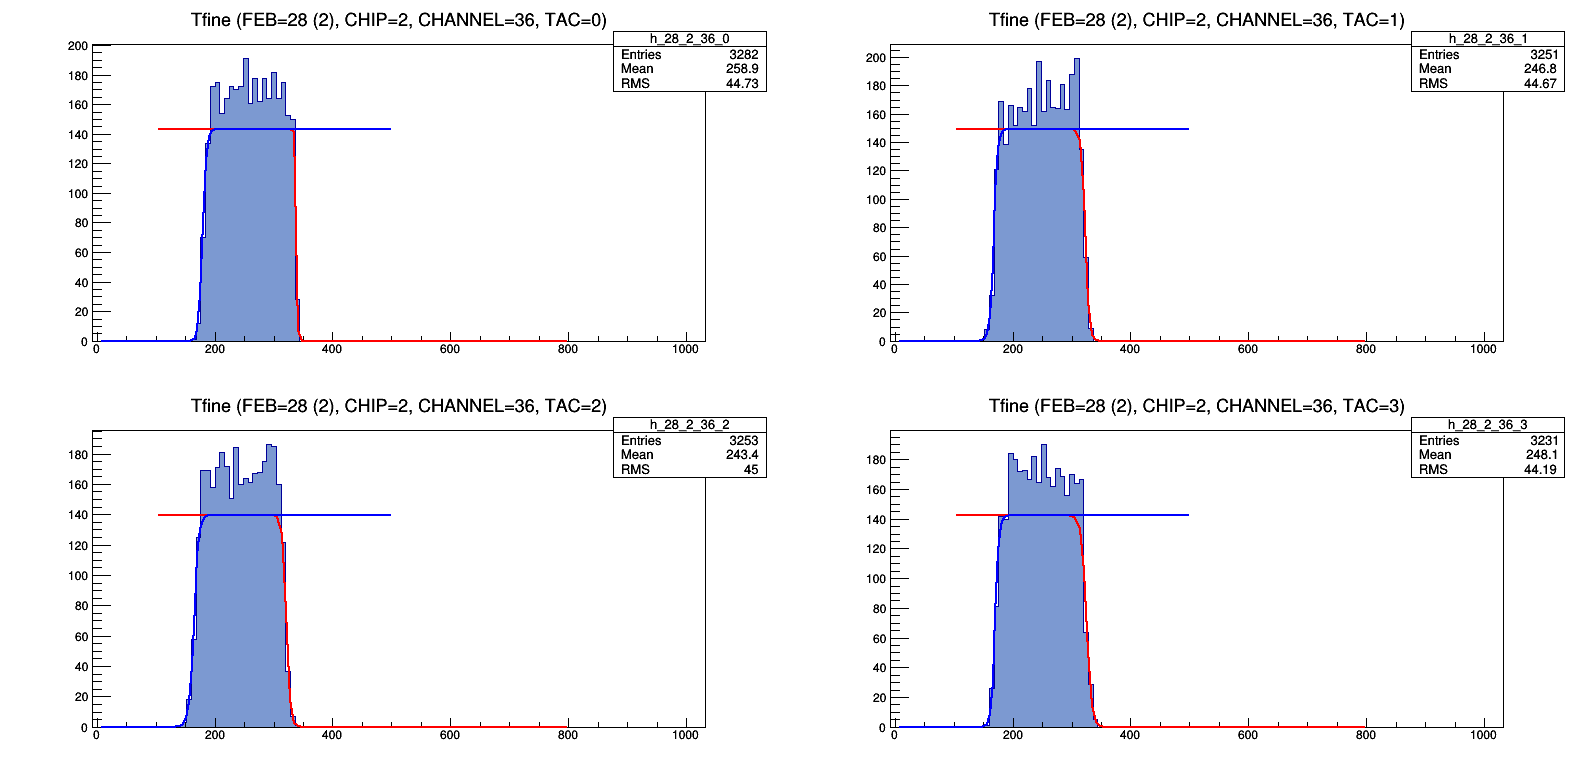 Tfine (FEB=28 (2), CHIP=2, CHANNEL=36, TAC=0)
h_28_2_36_0
Entries 3282
Mean 258.9
RMS 44.73
200
180
160
140
120
100
80
60
40
20
0
0 200 400 600 800 1000
Tfine (FEB=28 (2), CHIP=2, CHANNEL=36, TAC=1)
h_28_2_36_1
Entries 3251
Mean 246.8
RMS 44.67
200
180
160
140
120
100
80
60
40
20
0
0 200 400 600 800 1000
Tfine (FEB=28 (2), CHIP=2, CHANNEL=36, TAC=2)
h_28_2_36_2
Entries 3253
Mean 243.4
RMS 45
180
160
140
120
100
80
60
40
20
0
0 200 400 600 800 1000
Tfine (FEB=28 (2), CHIP=2, CHANNEL=36, TAC=3)
h_28_2_36_3
Entries 3231
Mean 248.1
RMS 44.19
180
160
140
120
100
80
60
40
20
0
0 200 400 600 800 1000